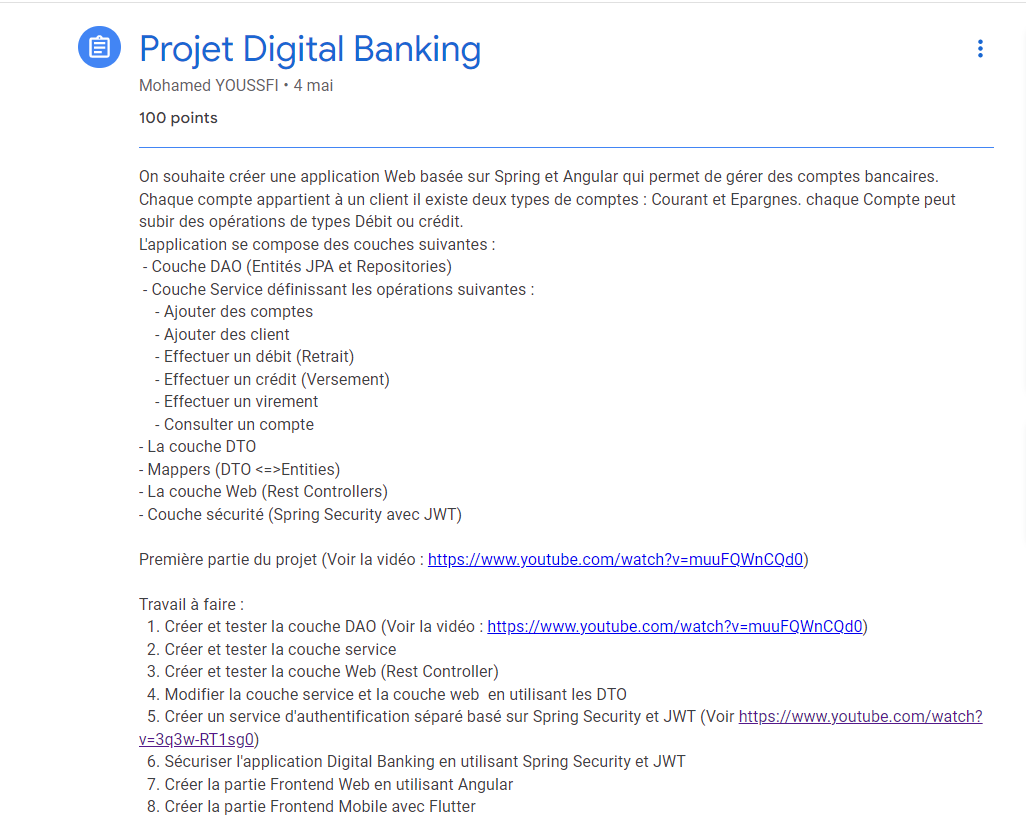 Projet Digital Banking
Mohamed YOUSSFI • 4 mai
100 points
On souhaite créer une application Web basée sur Spring et Angular qui permet de gérer des comptes bancaires.
Chaque compte appartient à un client il existe deux types de comptes : Courant et Epargnes. chaque Compte peut
subir des opérations de types Débit ou crédit.
L'application se compose des couches suivantes :
- Couche DAO (Entités JPA et Repositories)
- Couche Service définissant les opérations suivantes :
- Ajouter des comptes
- Ajouter des client
- Effectuer un débit (Retrait)
- Effectuer un crédit (Versement)
- Effectuer un virement
- Consulter un compte
- La couche DTO
- Mappers (DTO <=>Entities)
- La couche Web (Rest Controllers)
- Couche sécurité (Spring Security avec JWT)
Première partie du projet (Voir la vidéo : https://www.youtube.com/watch?v=muuFQWnCQd0)
Travail à faire :
1. Créer et tester la couche DAO (Voir la vidéo : https://www.youtube.com/watch?v=muuFQWnCQd0)
2. Créer et tester la couche service
3. Créer et tester la couche Web (Rest Controller)
4. Modifier la couche service et la couche web  en utilisant les DTO
5. Créer un service d'authentification séparé basé sur Spring Security et JWT (Voir https://www.youtube.com/watch?
v=3q3w-RT1sg0)
6. Sécuriser l'application Digital Banking en utilisant Spring Security et JWT
7. Créer la partie Frontend Web en utilisant Angular
8. Créer la partie Frontend Mobile avec Flutter